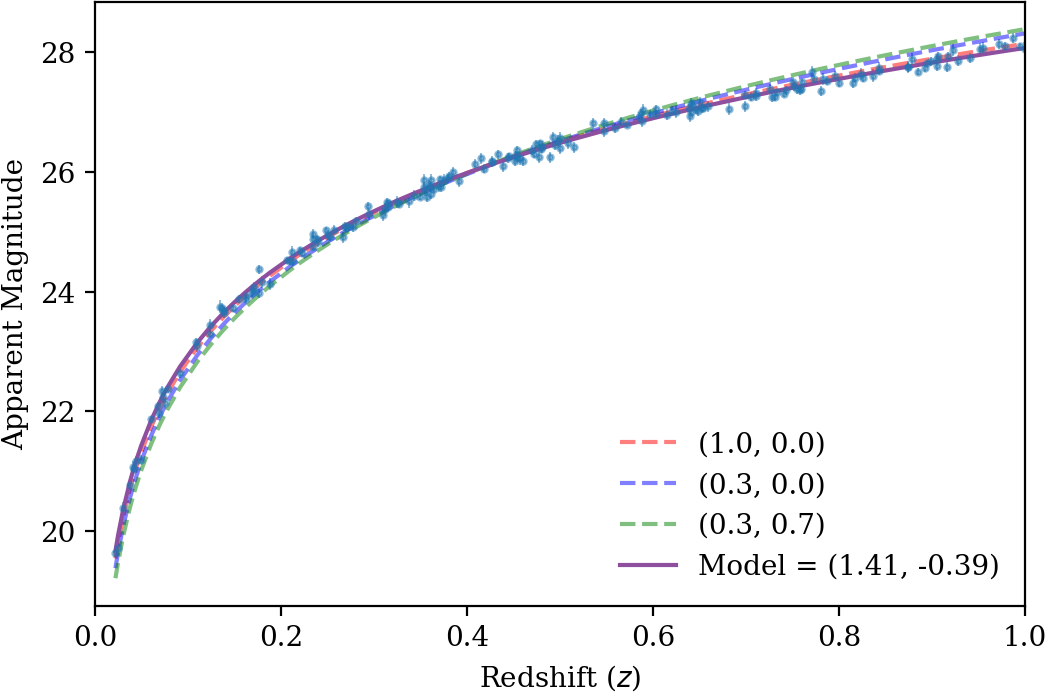 Apparent Magnitude
28
26
24
22
20
(1.0, 0.0)
(0.3, 0.0)
(0.3, 0.7)
Model = (1.41, -0.39)
0.0 0.2 0.4 0.6 0.8 1.0
Redshift (z)